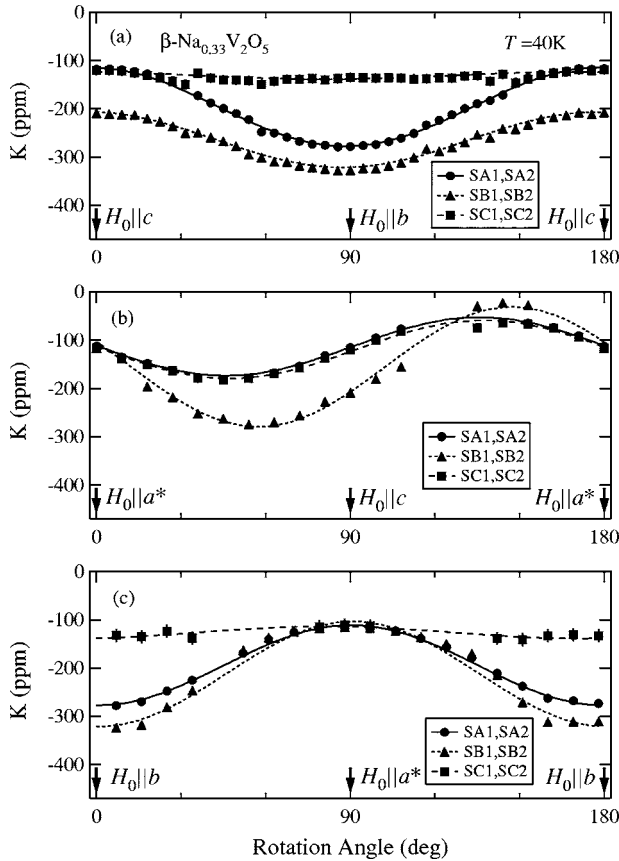 (a)
β-Na0.33V2O5
T =40K
0
-100
-200
-300
-400
K (ppm)
SA1,SA2
SB1,SB2
SC1,SC2
H0||c
H0||b
H0||c
0
90
180
(b)
0
-100
-200
-300
-400
K (ppm)
SA1,SA2
SB1,SB2
SC1,SC2
H0||a*
H0||c
H0||a*
0
90
180
(c)
0
-100
-200
-300
-400
K (ppm)
SA1,SA2
SB1,SB2
SC1,SC2
H0||b
H0||a*
H0||b
0
90
180
Rotation Angle (deg)